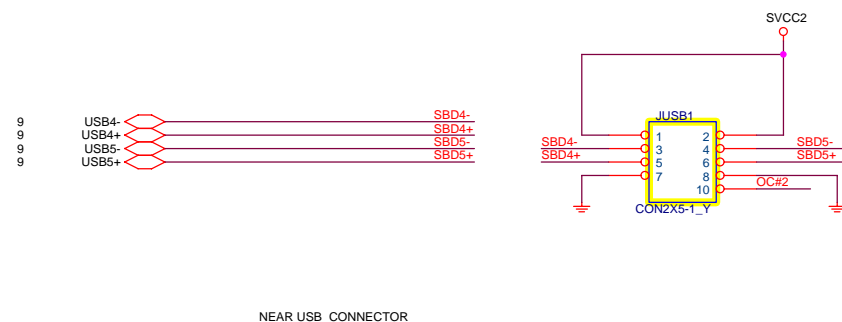 SVCC2
9 USB4- SBD4-
9 USB4+ SBD4+
9 USB5- SBD5-
9 USB5+ SBD5+
JUSB1
1 2
SBD4- 3 4 SBD5-
SBD4+ 5 6 SBD5+
7 8
10 OC#2
CON2X5-1_Y
NEAR USB CONNECTOR